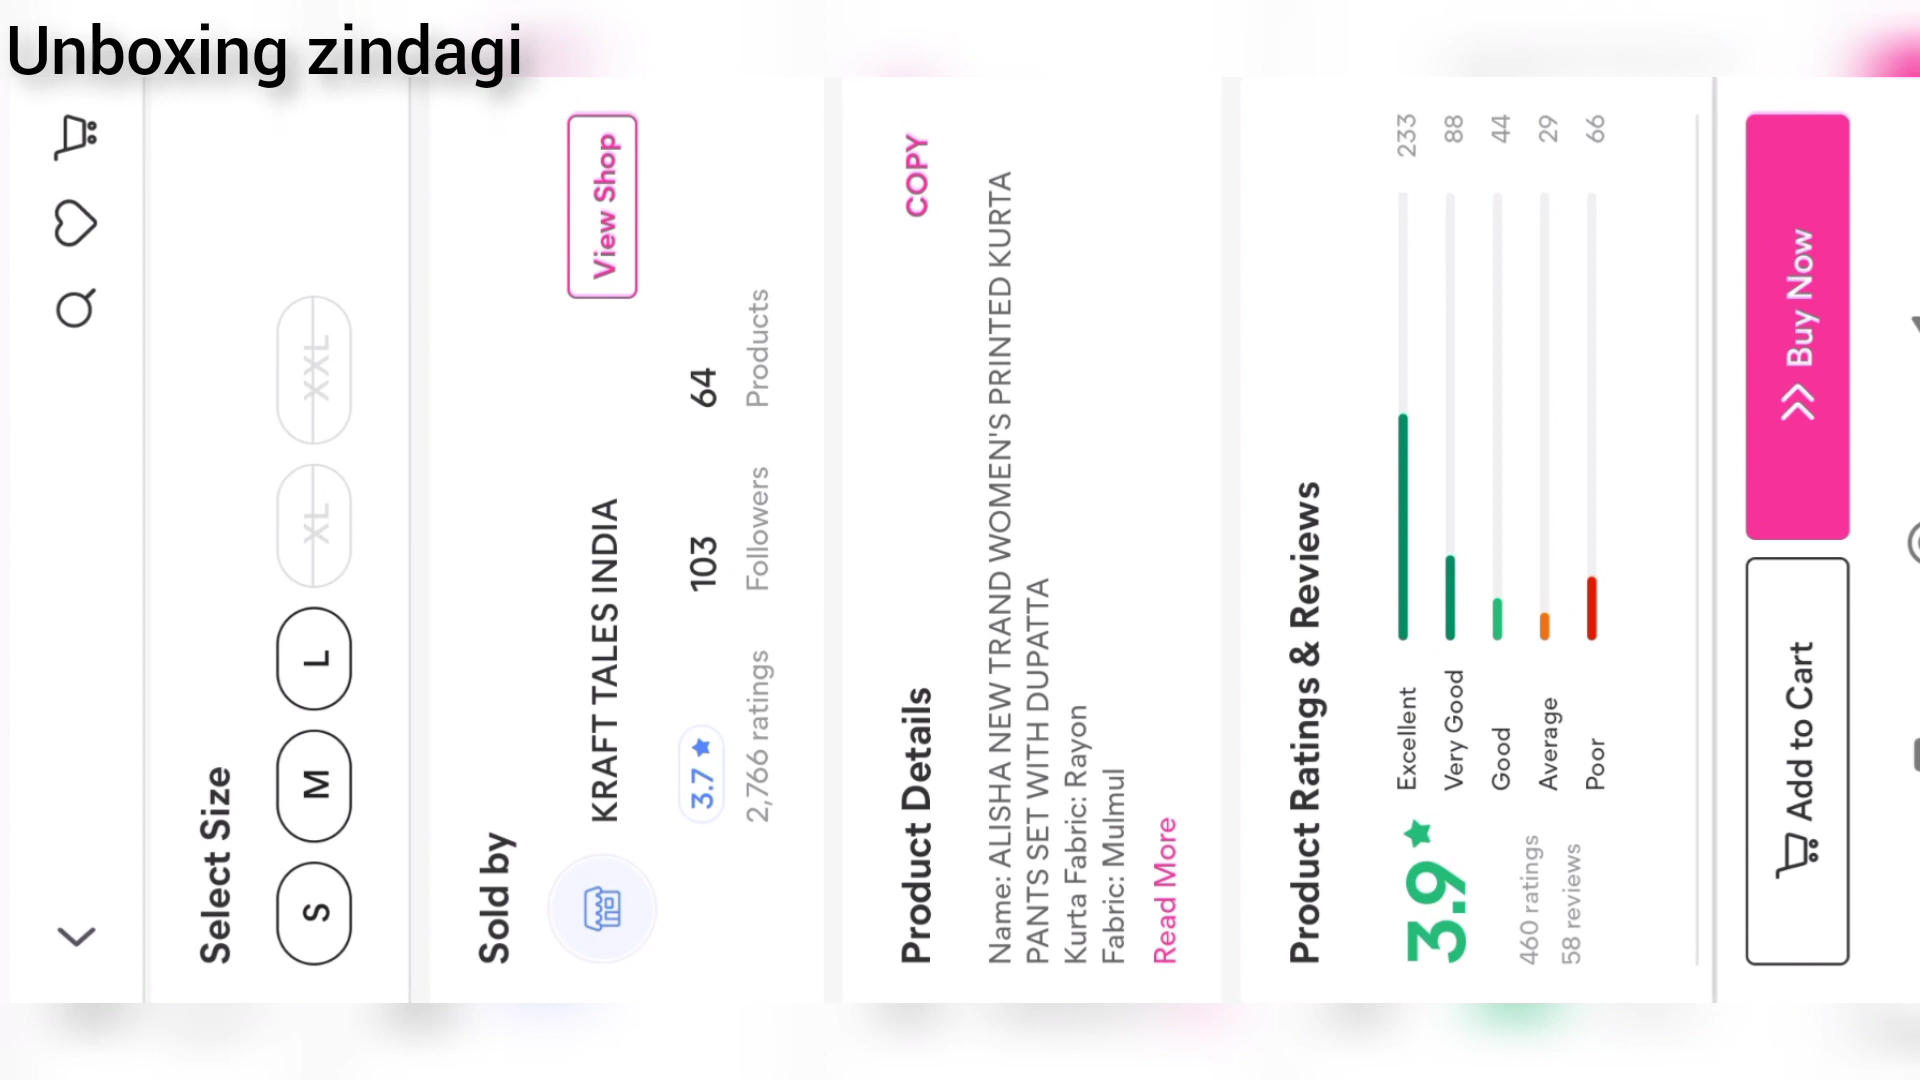 Unboxing zindagi
Select Size
S
M
L
XL
XXL
Sold by
KRAFT TALES INDIA
View Shop
3.7
103
64
2,766 ratings
Followers
Products
Product Details
COPY
Name: ALISHA NEW TRAND WOMEN'S PRINTED KURTA
PANTS SET WITH DUPATTA
Kurta Fabric: Rayon
Fabric: Mulmul
Read More
Product Ratings & Reviews
3.9
460 ratings
58 reviews
Excellent 233
Very Good 88
Good 44
Average 29
Poor 66
Add to Cart
Buy Now